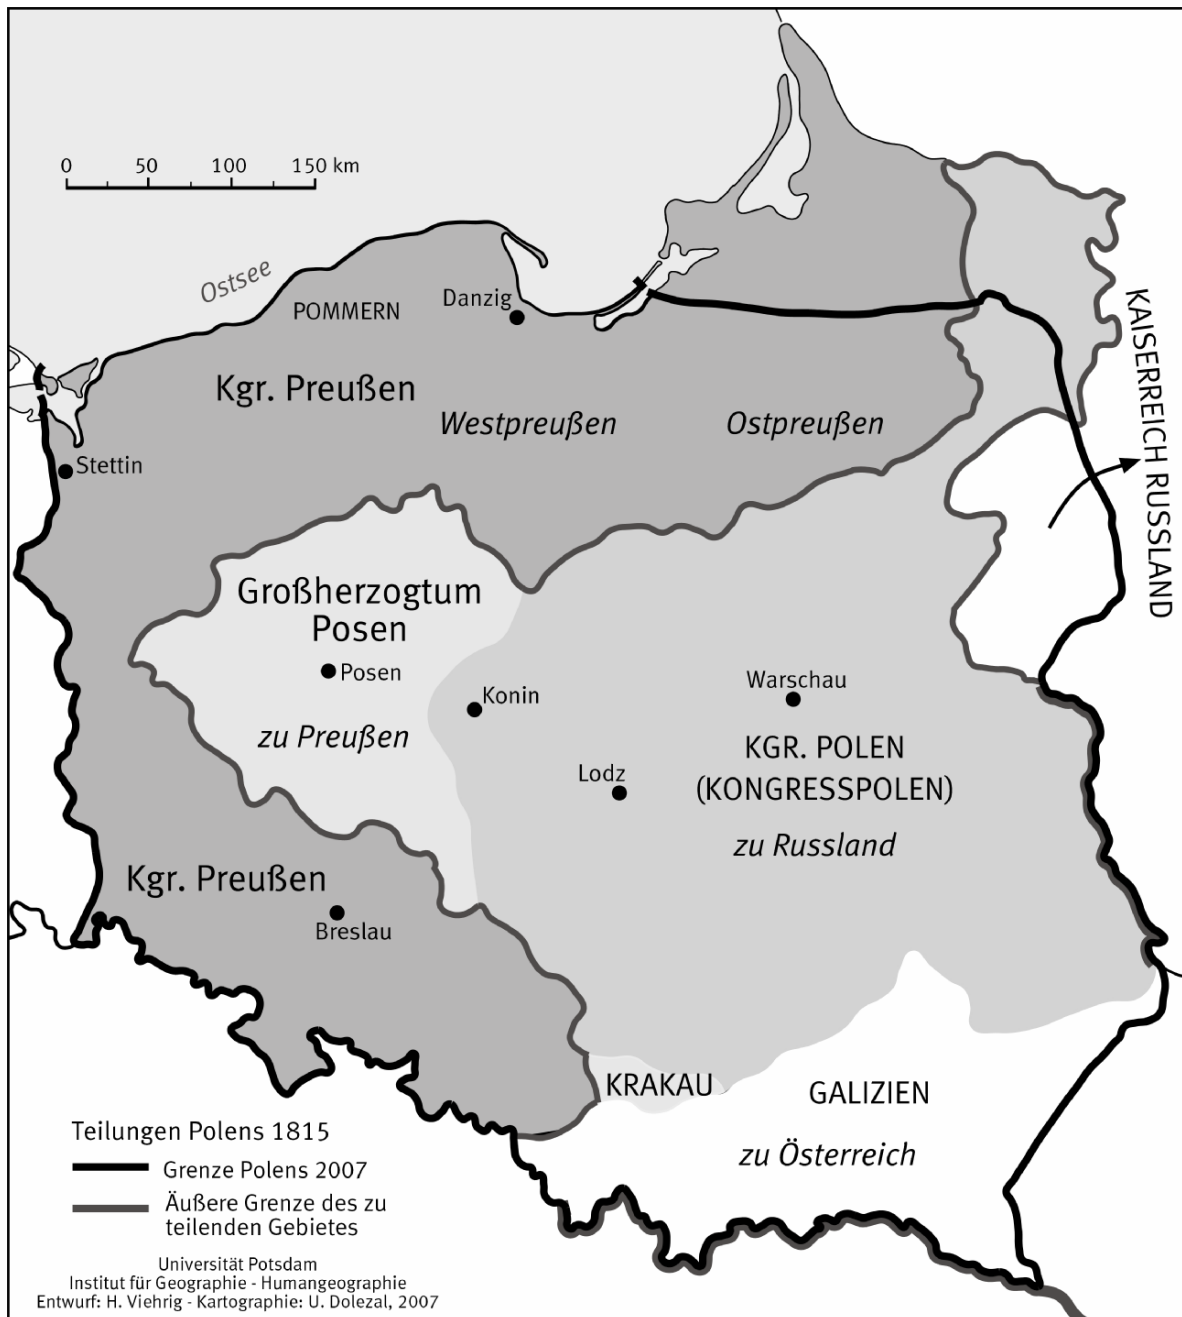 0 50 100 150 km
Ostsee
POMMERN
Danzig
Kgr. Preußen
Westpreußen
Ostpreußen
Stettin
KAISERREICH RUSSLAND
Großherzogtum
Posen
Posen
zu Preußen
Konin
Warschau
KGR. POLEN
(KONGRESSPOLEN)
Lodz
zu Russland
Kgr. Preußen
Breslau
KRAKAU
GALIZIEN
zu Österreich
Teilungen Polens 1815
Grenze Polens 2007
Äußere Grenze des zu
teilenden Gebietes
Universität Potsdam
Institut für Geographie - Humangeographie
Entwurf: H. Viehrig - Kartographie: U. Dolezal, 2007